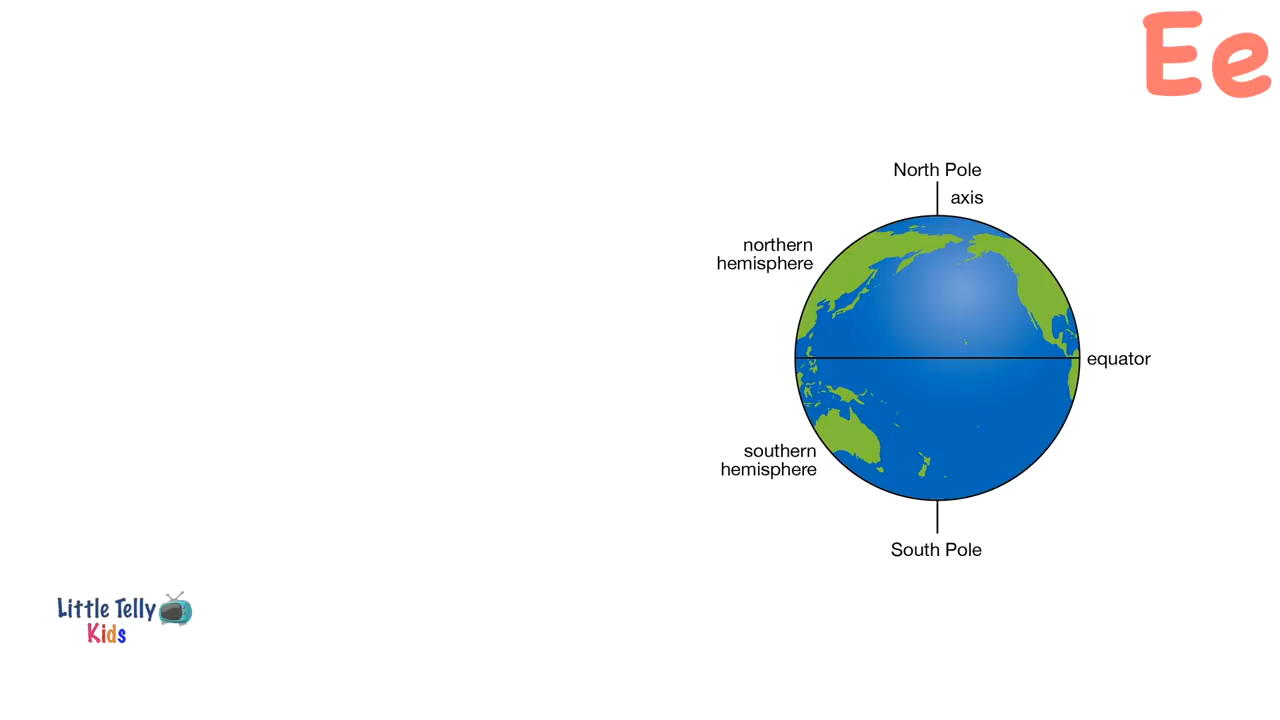 Ee
North Pole
axis
northern
hemisphere
equator
southern
hemisphere
South Pole
Little Telly
Kids